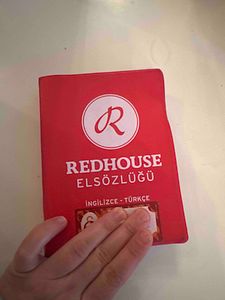 R
REDHOUSE
ELSÖZLÜĞÜ
İNGİLİZCE - TÜRKÇE